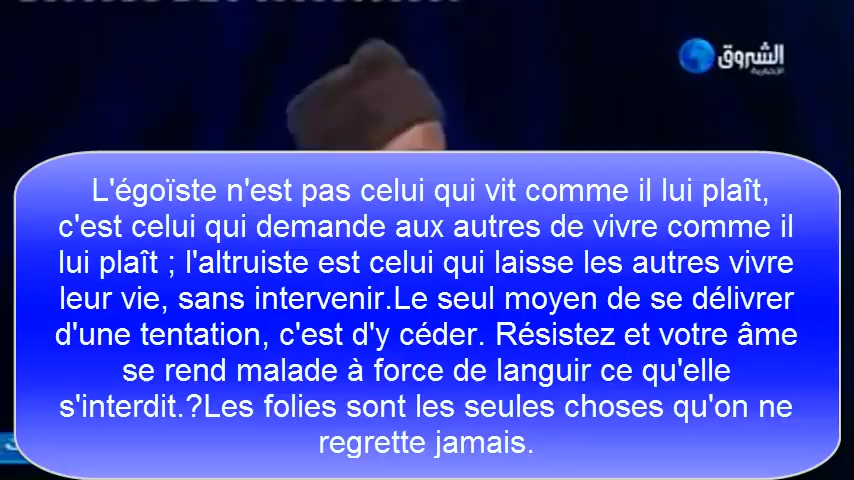 الشروق
الإخبارية
L'égoïste n'est pas celui qui vit comme il lui plaît,
c'est celui qui demande aux autres de vivre comme il
lui plaît ; l'altruiste est celui qui laisse les autres vivre
leur vie, sans intervenir.Le seul moyen de se délivrer
d'une tentation, c'est d'y céder. Résistez et votre âme
se rend malade à force de languir ce qu'elle
s'interdit.?Les folies sont les seules choses qu'on ne
regrette jamais.